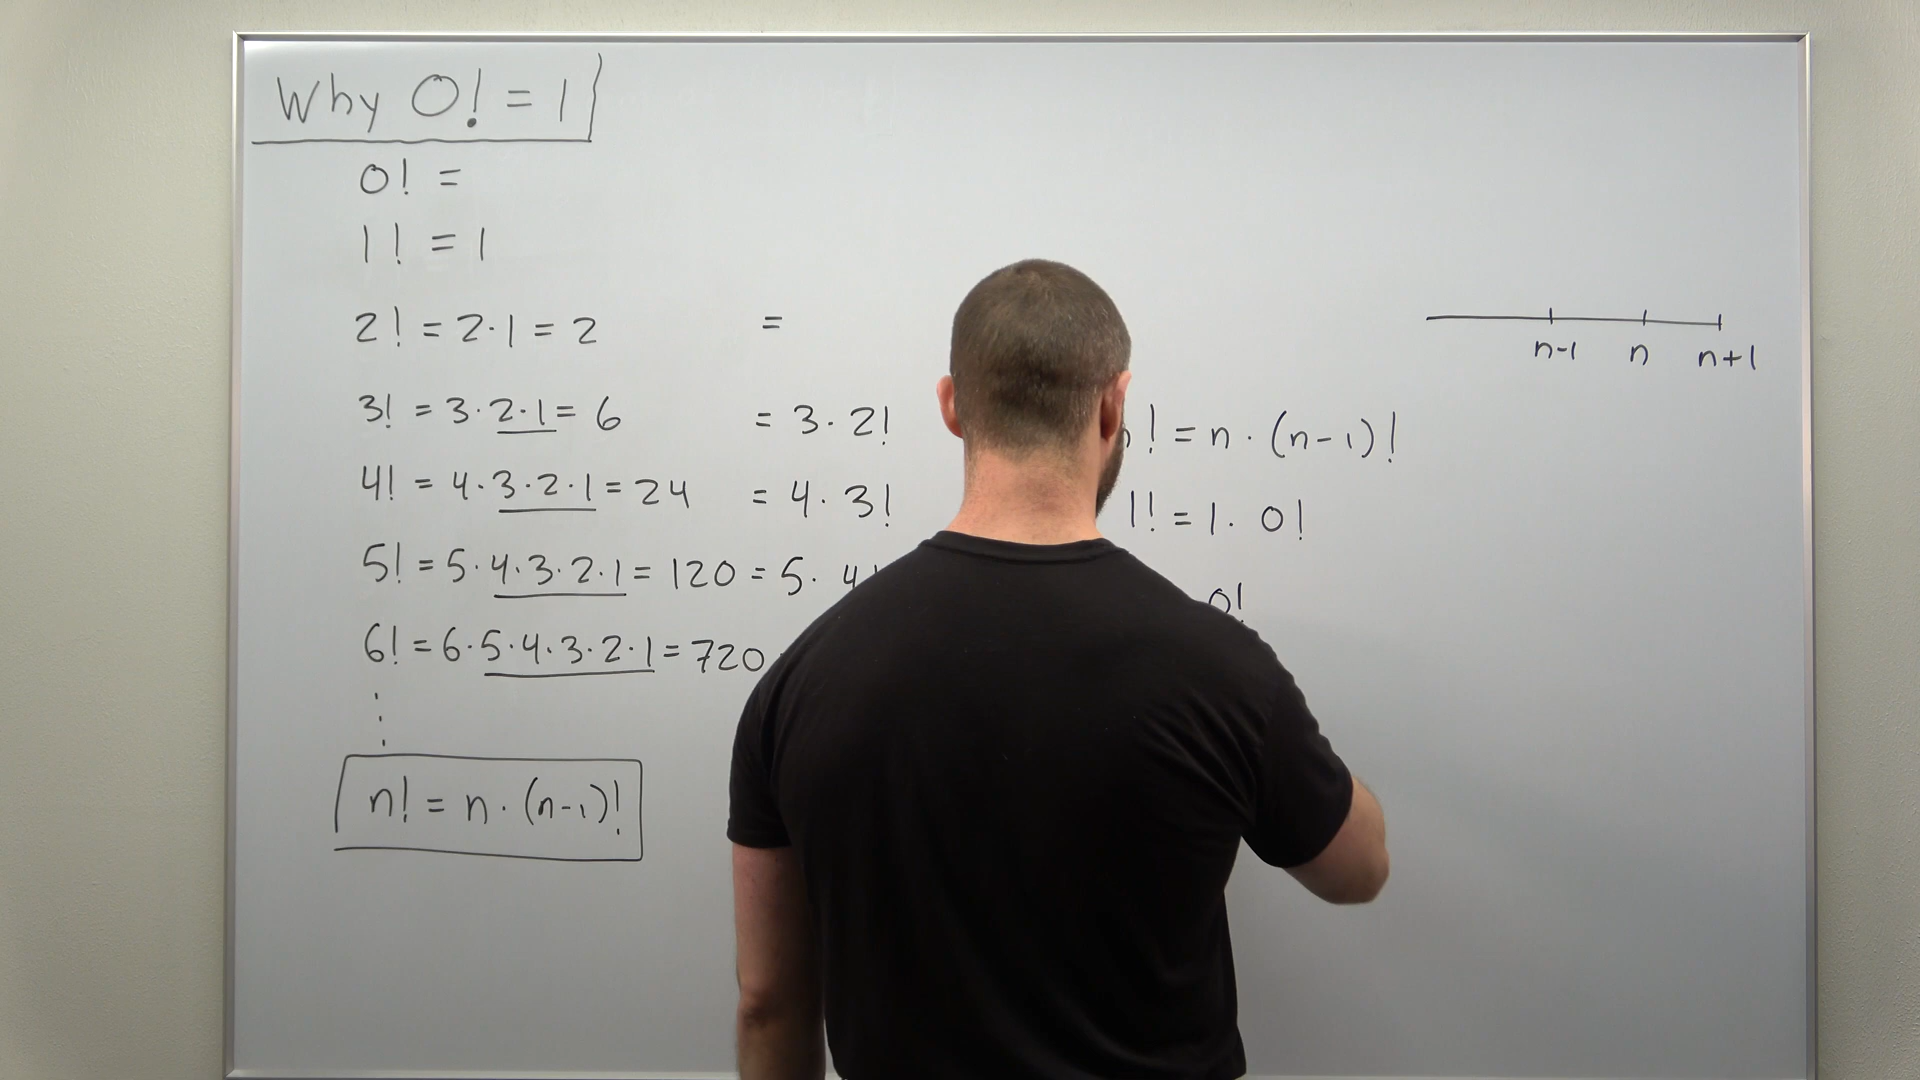 Why 0! = 1
0! =
1! = 1
2! = 2·1 = 2 =
3! = 3·2·1 = 6 = 3·2!
4! = 4·3·2·1 = 24 = 4·3!
5! = 5·4·3·2·1 = 120 = 5· 4!
6! = 6·5·4·3·2·1 = 720
n! = n·(n-1)!
n-1 n n+1
! = n·(n-1)!
1! = 1· 0!
0!